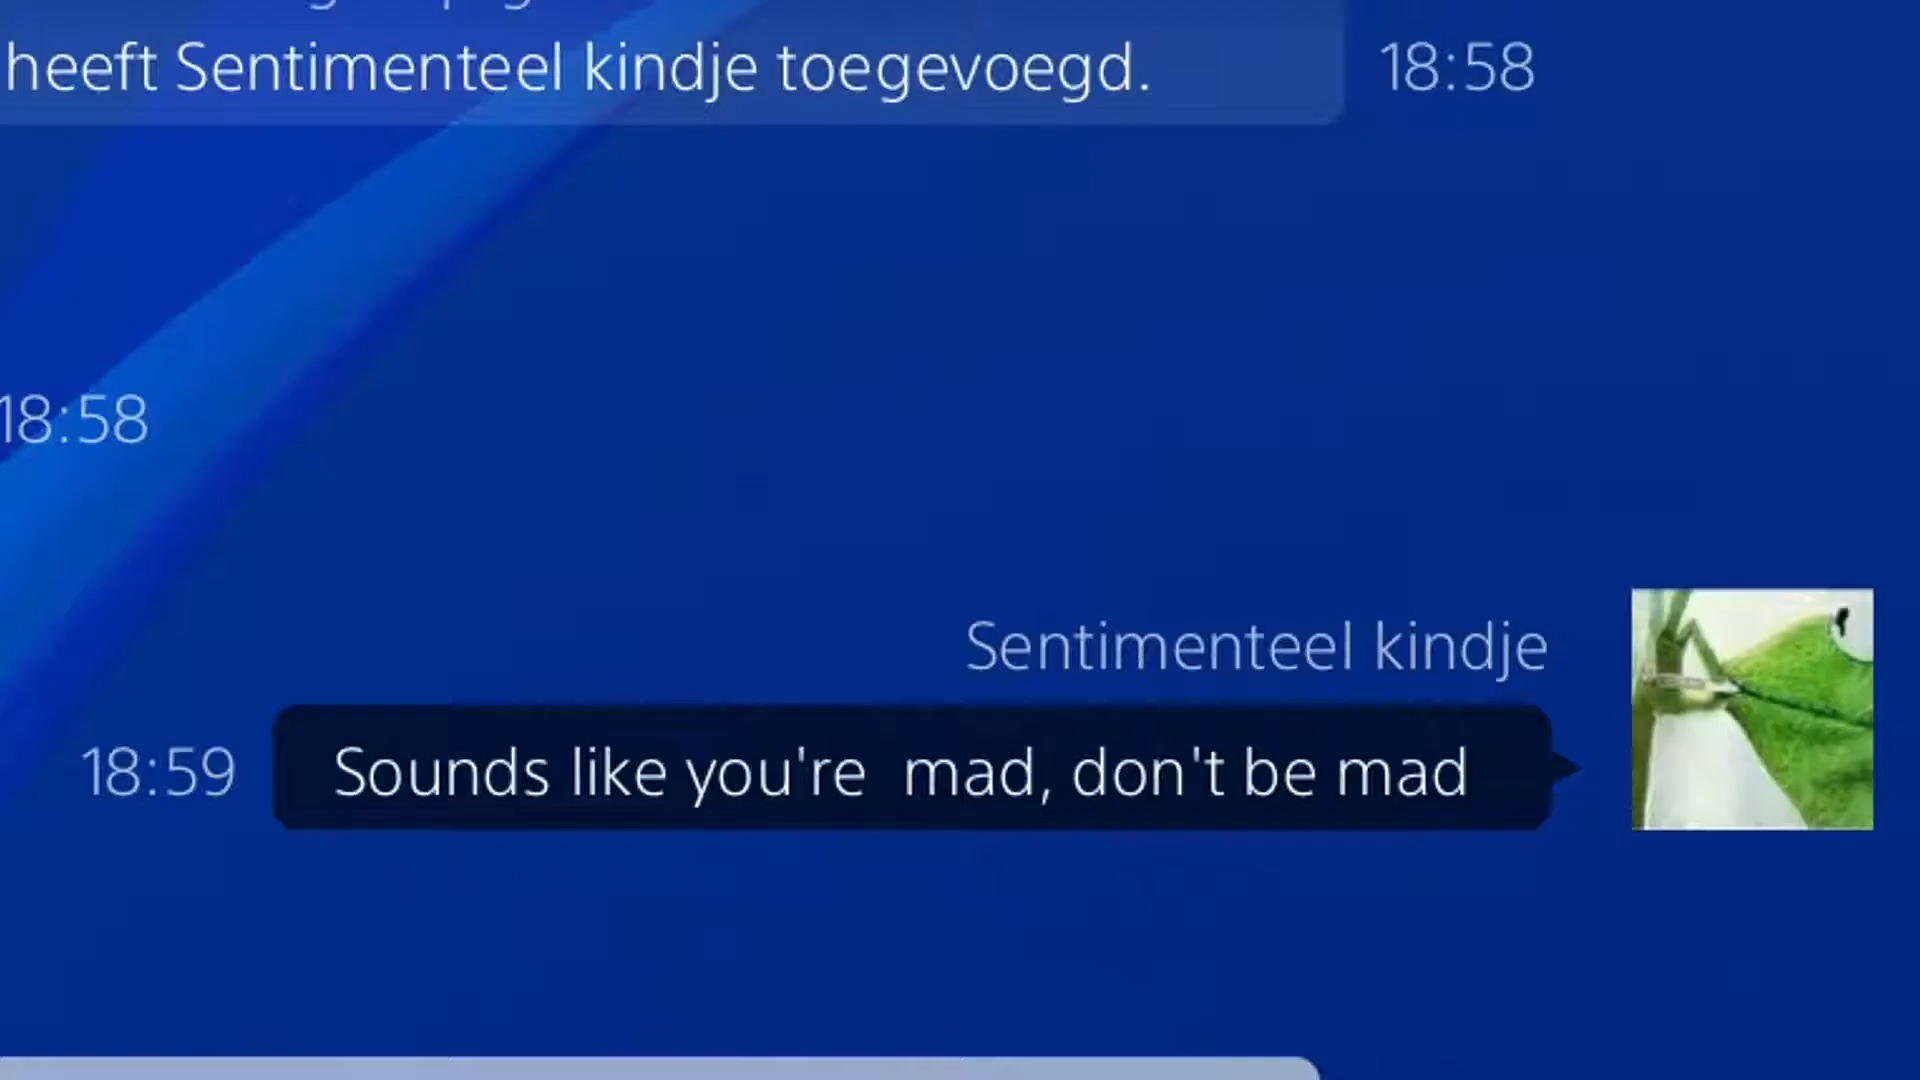 heeft Sentimenteel kindje toegevoegd. 18:58
18:58
Sentimenteel kindje
18:59 Sounds like you're  mad, don't be mad